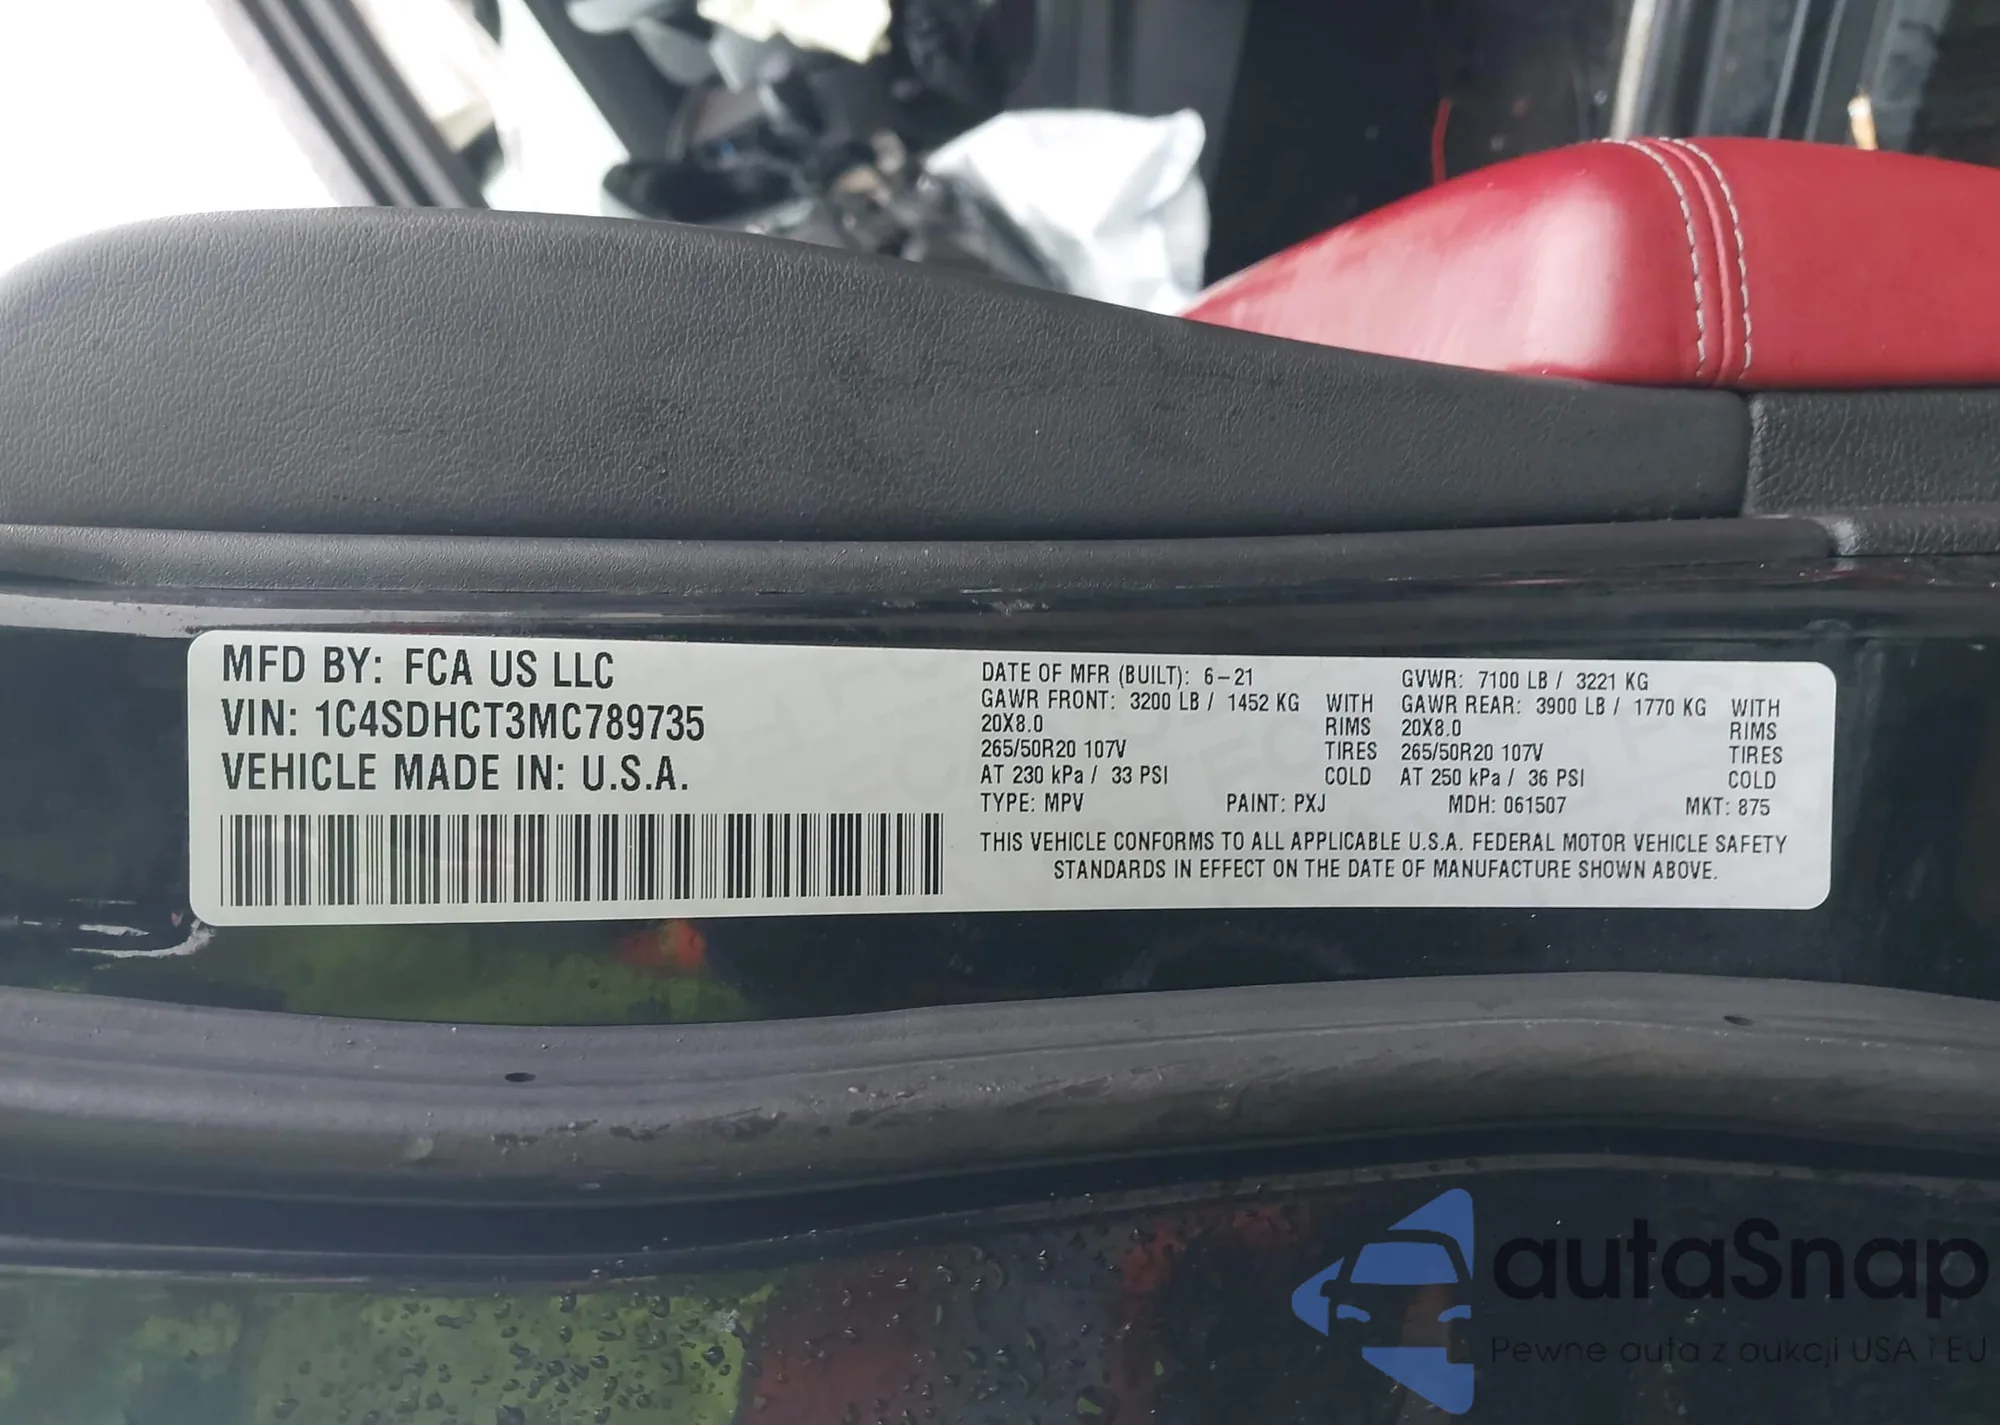 MFD BY: FCA US LLC
VIN: 1C4SDHCT3MC789735
VEHICLE MADE IN: U.S.A.
DATE OF MFR (BUILT): 6-21
GAWR FRONT: 3200 LB / 1452 KG WITH
20X8.0 RIMS
265/50R20 107V TIRES
AT 230 kPa / 33 PSI COLD
GVWR: 7100 LB / 3221 KG
GAWR REAR: 3900 LB / 1770 KG WITH
20X8.0 RIMS
265/50R20 107V TIRES
AT 250 kPa / 36 PSI COLD
TYPE: MPV PAINT: PXJ MDH: 061507 MKT: 875
THIS VEHICLE CONFORMS TO ALL APPLICABLE U.S.A. FEDERAL MOTOR VEHICLE SAFETY
STANDARDS IN EFFECT ON THE DATE OF MANUFACTURE SHOWN ABOVE.
autaSnap
Pewne auta z aukcji USA i EU